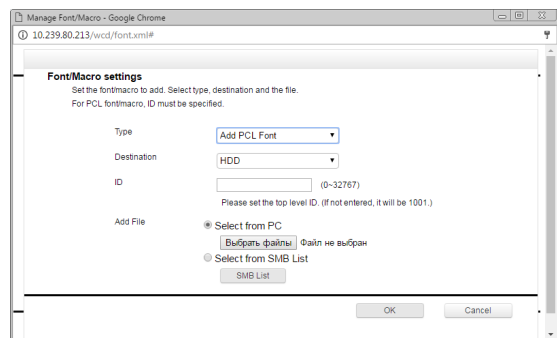 Manage Font/Macro - Google Chrome
10.239.80.213/wcd/font.xml#
Font/Macro settings
Set the font/macro to add. Select type, destination and the file.
For PCL font/macro, ID must be specified.
Type
Add PCL Font
Destination
HDD
ID
(0~32767)
Please set the top level ID. (If not entered, it will be 1001.)
Add File
Select from PC
Выбрать файлы Файл не выбран
Select from SMB List
SMB List
OK Cancel